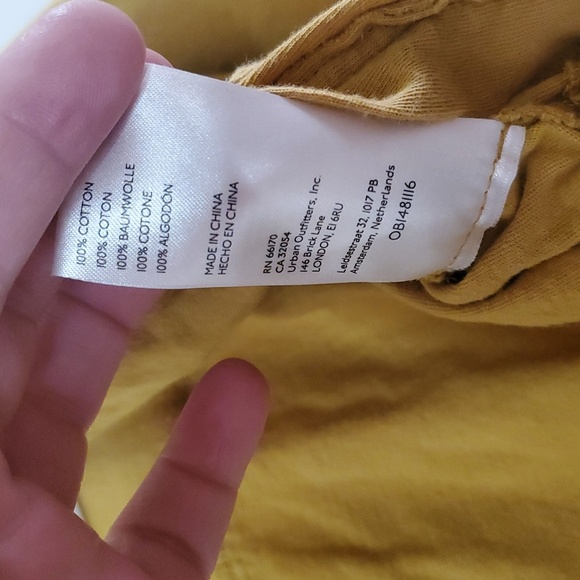 100% COTTON
100% COTON
100% BAUMWOLLE
100% COTONE
100% ALGODÓN
MADE IN CHINA
HECHO EN CHINA
RN 66170
CA 32054
Urban Outfitters, Inc.
146 Brick Lane
LONDON, E1 6RU
Leidsestraat 32, 1017 PB
Amsterdam, Netherlands
OB1481116